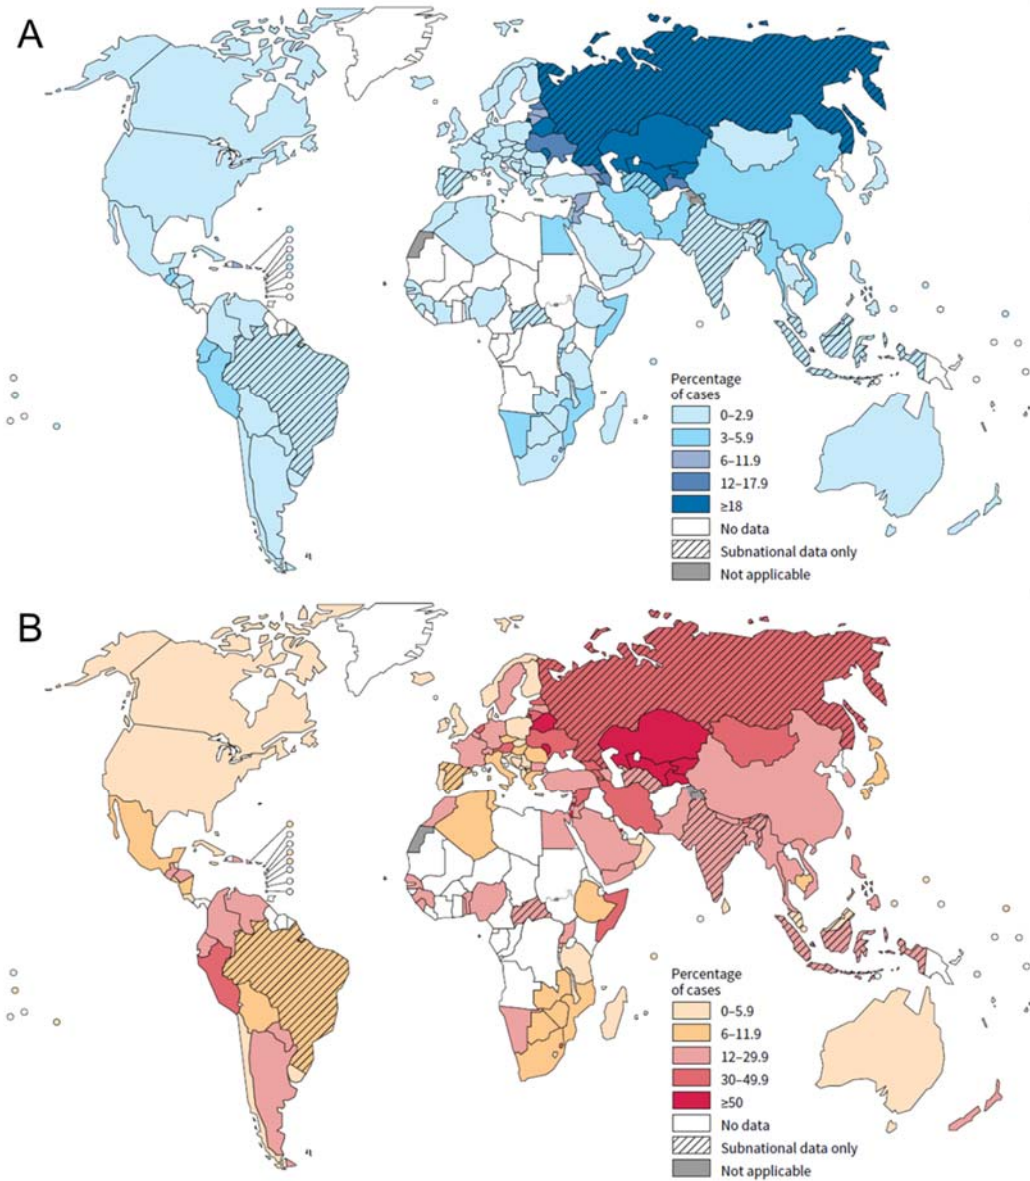 A
Percentage
of cases
0–2.9
3–5.9
6–11.9
12–17.9
≥18
No data
Subnational data only
Not applicable
B
Percentage
of cases
0–5.9
6–11.9
12–29.9
30–49.9
≥50
No data
Subnational data only
Not applicable